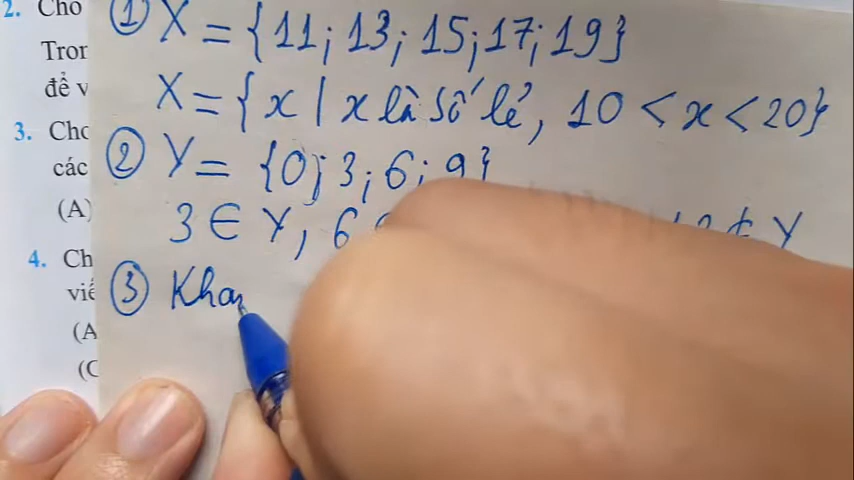 2. Cho
Tron
để v
3. Cho
các
(A)
4. Ch
viế
(A
(C
① X = {11; 13; 15; 17; 19}
X = {x | x là số lẻ, 10 < x < 20}
② Y = {0; 3; 6; 9}
3 ∈ Y, 6 ∉ Y
③ Khan